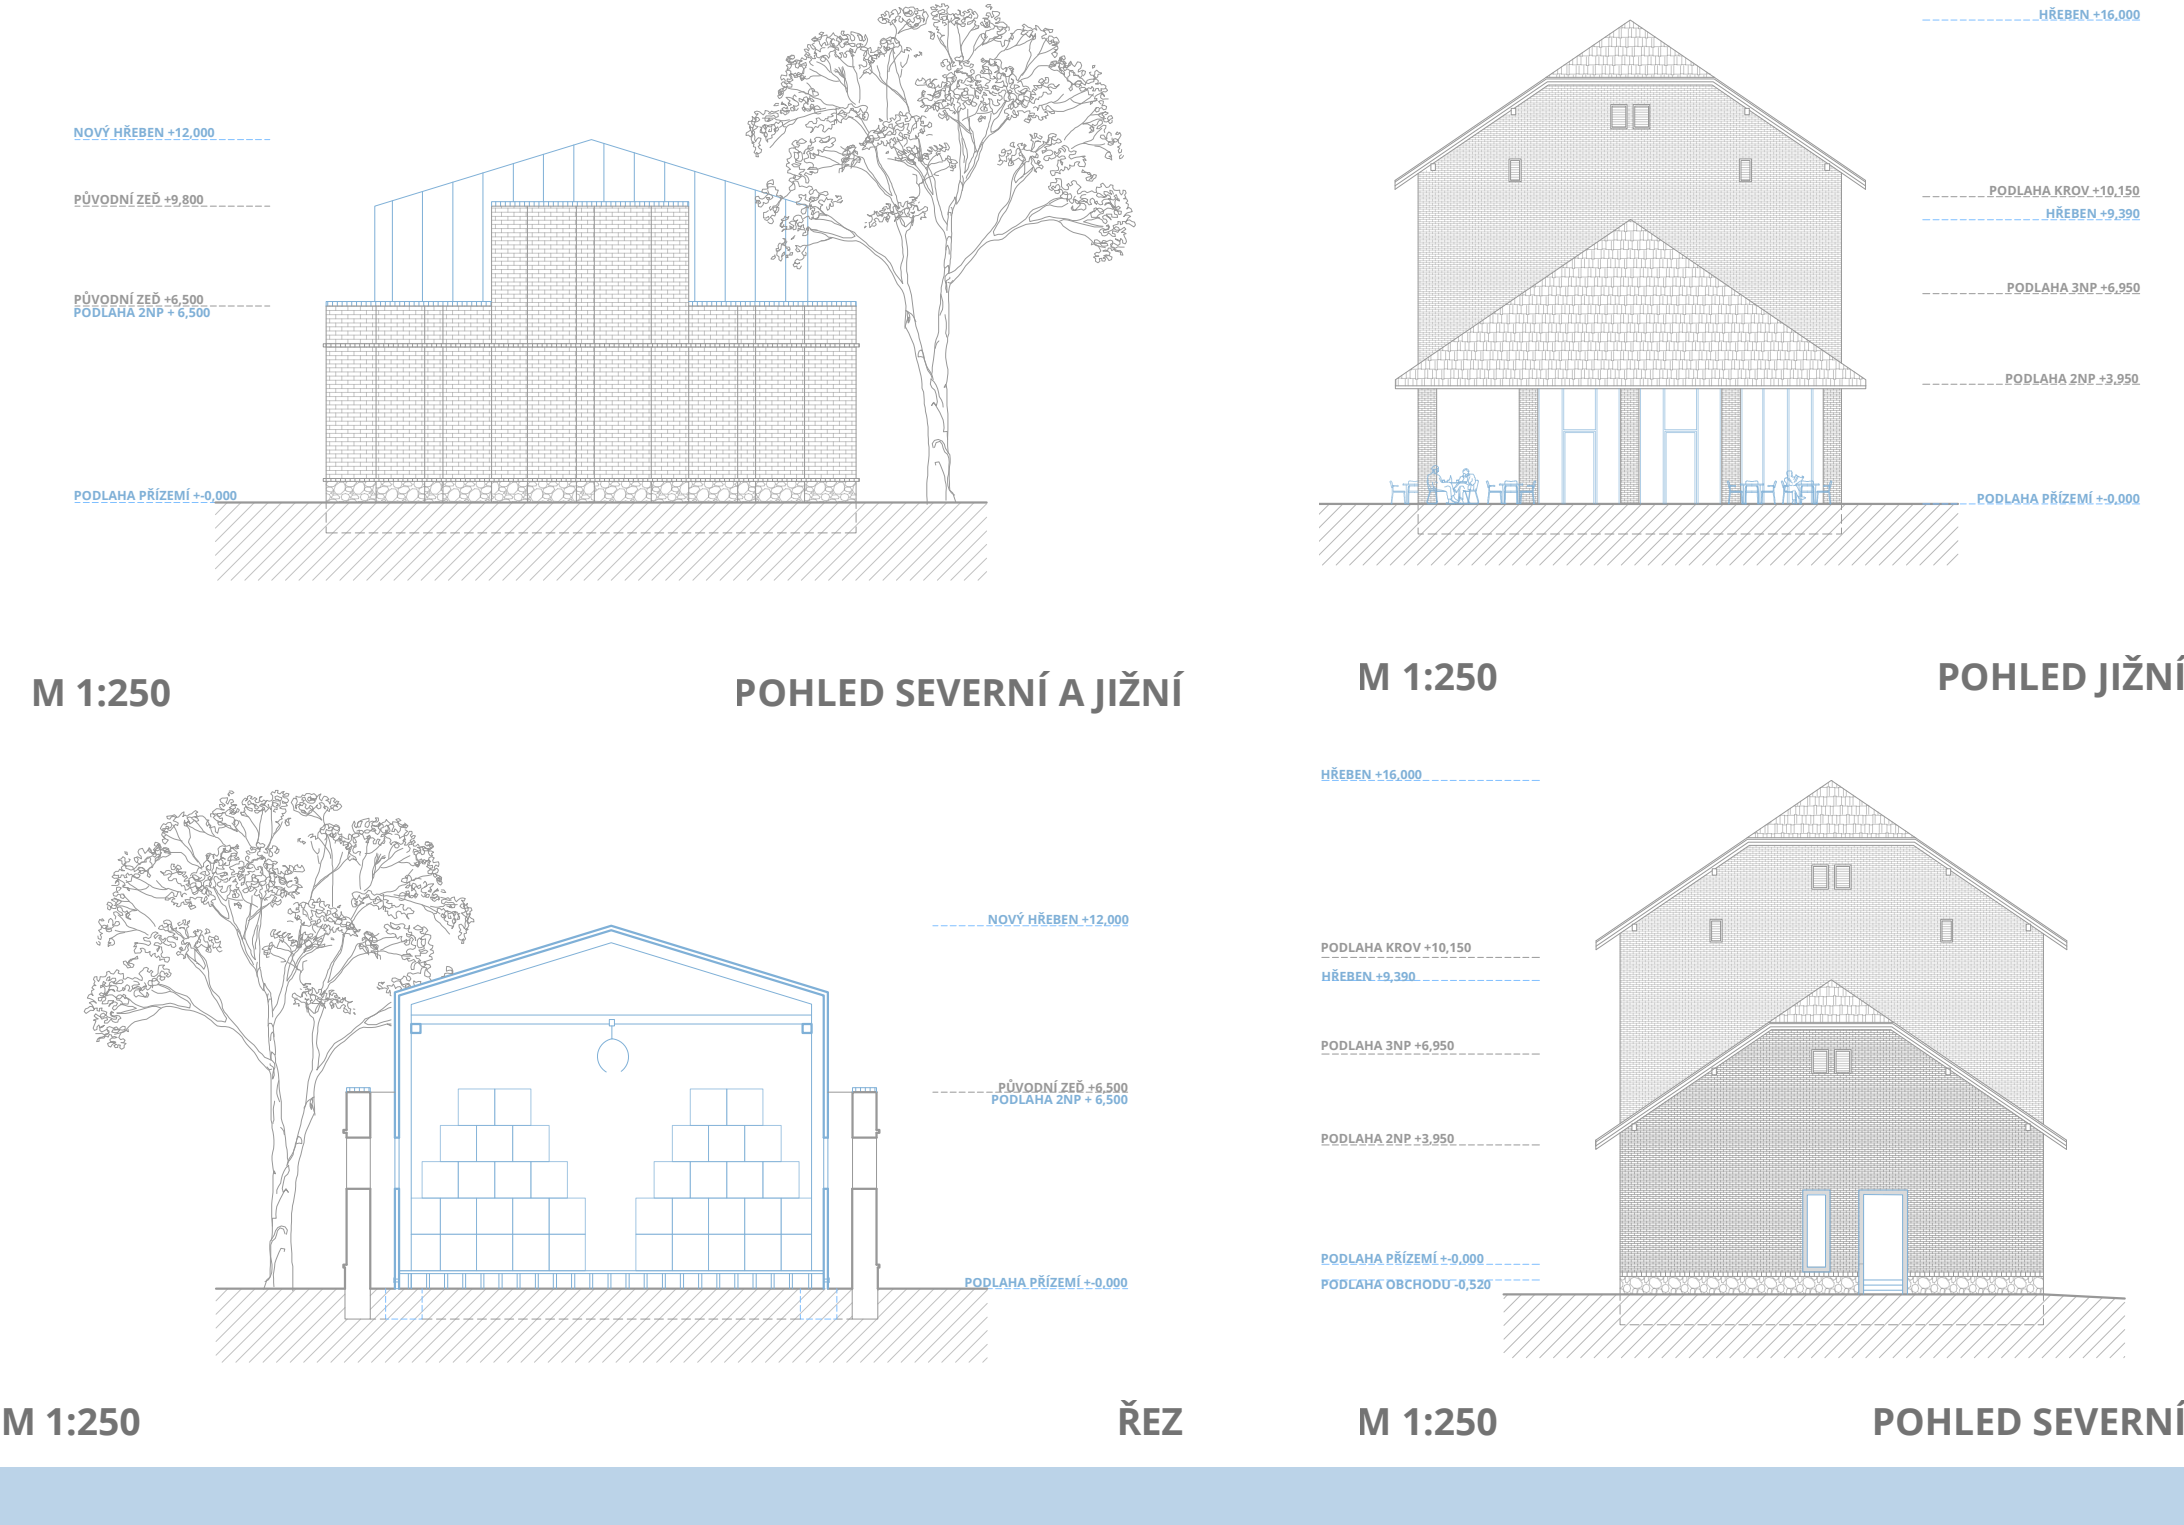 NOVÝ HŘEBEN +12,000
PŮVODNÍ ZEĎ +9,800
PŮVODNÍ ZEĎ +6,500
PODLAHA 2NP + 6,500
PODLAHA PŘÍZEMÍ +-0,000
M 1:250
POHLED SEVERNÍ A JIŽNÍ
HŘEBEN +16,000
PODLAHA KROV +10,150
HŘEBEN +9,390
PODLAHA 3NP +6,950
PODLAHA 2NP +3,950
PODLAHA PŘÍZEMÍ +-0,000
M 1:250
POHLED JIŽNÍ
NOVÝ HŘEBEN +12,000
PŮVODNÍ ZEĎ +6,500
PODLAHA 2NP + 6,500
PODLAHA PŘÍZEMÍ +-0,000
M 1:250
ŘEZ
HŘEBEN +16,000
PODLAHA KROV +10,150
HŘEBEN +9,390
PODLAHA 3NP +6,950
PODLAHA 2NP +3,950
PODLAHA PŘÍZEMÍ +-0,000
PODLAHA OBCHODU -0,520
M 1:250
POHLED SEVERNÍ